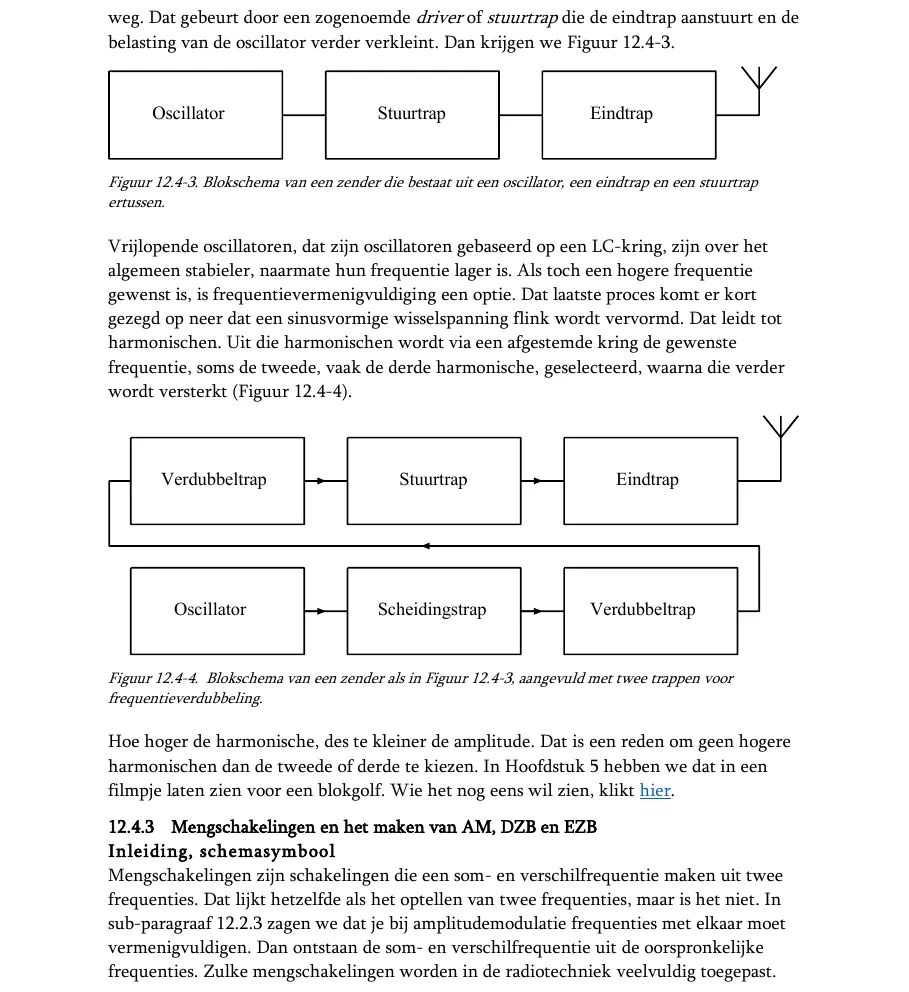 weg. Dat gebeurt door een zogenoemde driver of stuurtrap die de eindtrap aanstuurt en de
belasting van de oscillator verder verkleint. Dan krijgen we Figuur 12.4-3.
Oscillator
Stuurtrap
Eindtrap
Figuur 12.4-3. Blokschema van een zender die bestaat uit een oscillator, een eindtrap en een stuurtrap
ertussen.
Vrijlopende oscillatoren, dat zijn oscillatoren gebaseerd op een LC-kring, zijn over het
algemeen stabieler, naarmate hun frequentie lager is. Als toch een hogere frequentie
gewenst is, is frequentievermenigvuldiging een optie. Dat laatste proces komt er kort
gezegd op neer dat een sinusvormige wisselspanning flink wordt vervormd. Dat leidt tot
harmonischen. Uit die harmonischen wordt via een afgestemde kring de gewenste
frequentie, soms de tweede, vaak de derde harmonische, geselecteerd, waarna die verder
wordt versterkt (Figuur 12.4-4).
Verdubbeltrap
Stuurtrap
Eindtrap
Oscillator
Scheidingstrap
Verdubbeltrap
Figuur 12.4-4. Blokschema van een zender als in Figuur 12.4-3, aangevuld met twee trappen voor
frequentieverdubbeling.
Hoe hoger de harmonische, des te kleiner de amplitude. Dat is een reden om geen hogere
harmonischen dan de tweede of derde te kiezen. In Hoofdstuk 5 hebben we dat in een
filmpje laten zien voor een blokgolf. Wie het nog eens wil zien, klikt hier.
12.4.3 Mengschakelingen en het maken van AM, DZB en EZB
Inleiding, schemasymbool
Mengschakelingen zijn schakelingen die een som- en verschilfrequentie maken uit twee
frequenties. Dat lijkt hetzelfde als het optellen van twee frequenties, maar is het niet. In
sub-paragraaf 12.2.3 zagen we dat je bij amplitudemodulatie frequenties met elkaar moet
vermenigvuldigen. Dan ontstaan de som- en verschilfrequentie uit de oorspronkelijke
frequenties. Zulke mengschakelingen worden in de radiotechniek veelvuldig toegepast.